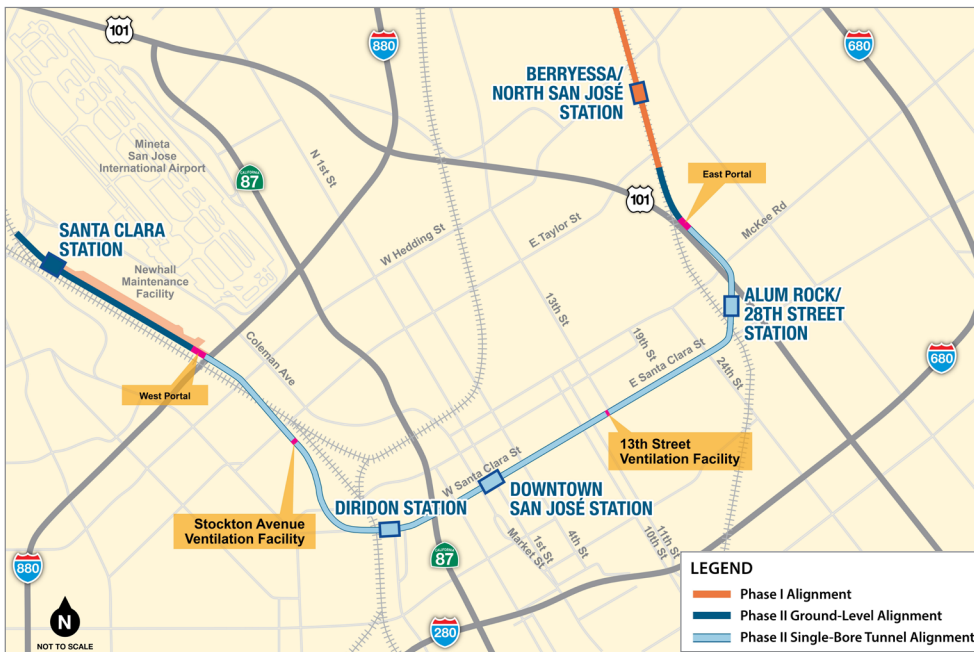 101
880
680
BERRYESSA/
NORTH SAN JOSÉ
STATION
Mineta
San Jose
International Airport
N 1st St
CALIFORNIA
87
East Portal
101
McKee Rd
SANTA CLARA
STATION
W Hedding St
E Taylor St
Newhall
Maintenance
Facility
13th St
ALUM ROCK/
28TH STREET
STATION
19th St
E Santa Clara St
24th St
Coleman Ave
680
West Portal
13th Street
Ventilation Facility
W Santa Clara St
DIRIDON STATION
DOWNTOWN
SAN JOSÉ STATION
Stockton Avenue
Ventilation Facility
Market St
1st St
4th St
10th St
11th St
880
CALIFORNIA
87
280
N
NOT TO SCALE
LEGEND
Phase I Alignment
Phase II Ground-Level Alignment
Phase II Single-Bore Tunnel Alignment